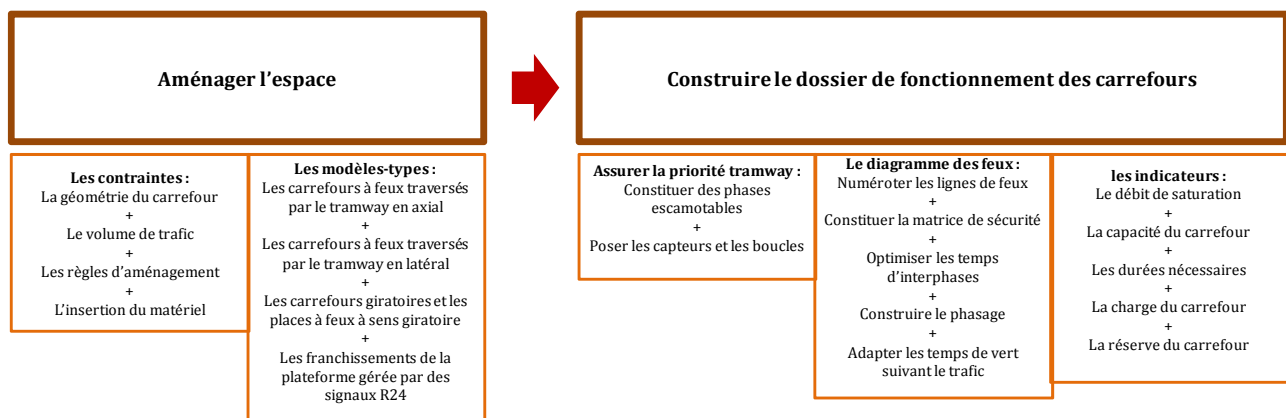 Aménager l'espace
Construire le dossier de fonctionnement des carrefours
Les contraintes :
La géométrie du carrefour
+
Le volume de trafic
+
Les règles d'aménagement
+
L'insertion du matériel
Les modèles-types :
Les carrefours à feux traversés
par le tramway en axial
+
Les carrefours à feux traversés
par le tramway en latéral
+
Les carrefours giratoires et les
places à feux à sens giratoire
+
Les franchissements de la
plateforme gérée par des
signaux R24
Assurer la priorité tramway :
Constituer des phases
escamotables
+
Poser les capteurs et les boucles
Le diagramme des feux :
Numéroter les lignes de feux
+
Constituer la matrice de sécurité
+
Optimiser les temps
d'interphases
+
Construire le phasage
+
Adapter les temps de vert
suivant le trafic
les indicateurs :
Le débit de saturation
+
La capacité du carrefour
+
Les durées nécessaires
+
La charge du carrefour
+
La réserve du carrefour